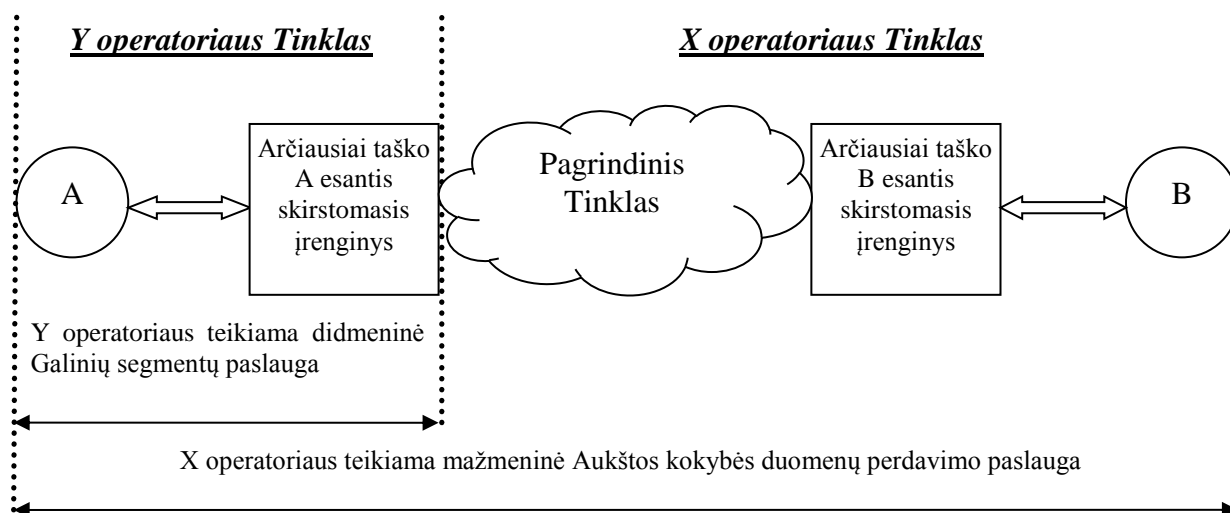 Y operatoriaus Tinklas
X operatoriaus Tinklas
A
Arčiausiai taško
A esantis
skirstomasis
įrenginys
Pagrindinis
Tinklas
Arčiausiai taško
B esantis
skirstomasis
įrenginys
B
Y operatoriaus teikiama didmeninė
Galinių segmentų paslauga
X operatoriaus teikiama mažmeninė Aukštos kokybės duomenų perdavimo paslauga